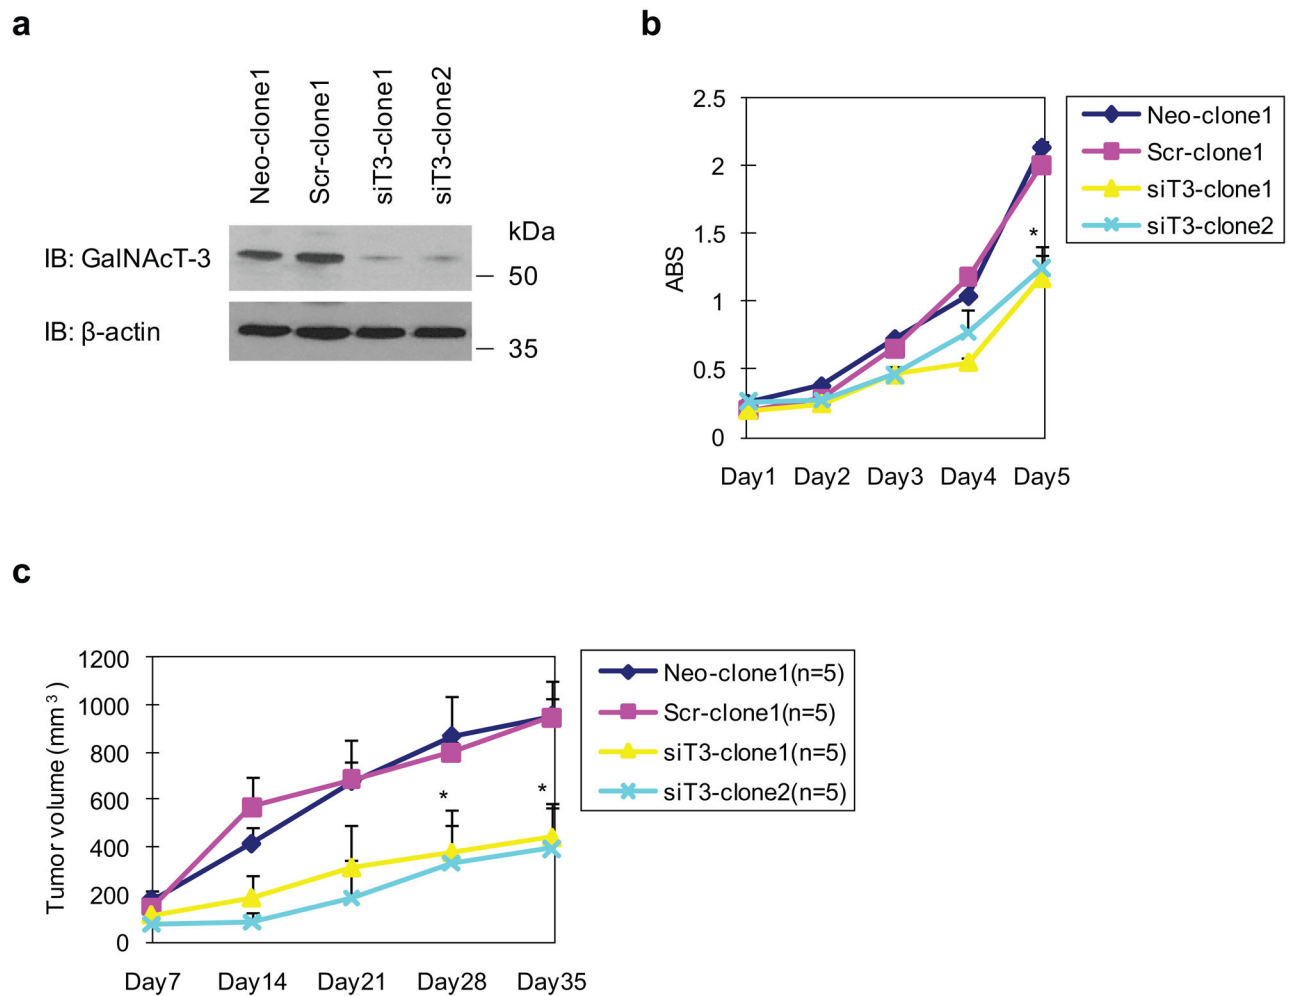 a
Neo-clone1
Scr-clone1
siT3-clone1
siT3-clone2
kDa
IB: GalNAcT-3
50
IB: β-actin
35
b
2.5
2
1.5
1
0.5
0
ABS
*
Day1 Day2 Day3 Day4 Day5
Neo-clone1
Scr-clone1
siT3-clone1
siT3-clone2
c
1200
1000
800
600
400
200
0
Tumor volume (mm³)
* *
Day7 Day14 Day21 Day28 Day35
Neo-clone1(n=5)
Scr-clone1(n=5)
siT3-clone1(n=5)
siT3-clone2(n=5)